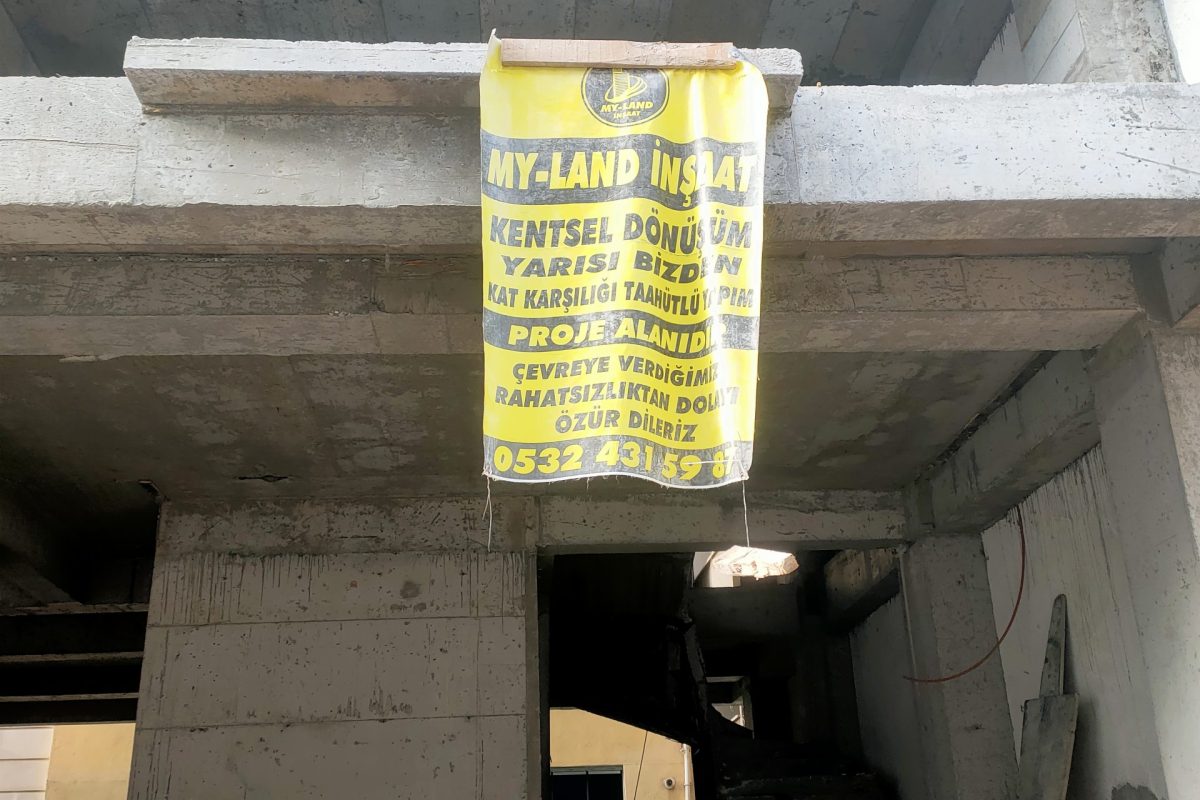 MY-LAND
İNŞAAT
MY-LAND İNŞAAT
KENTSEL DÖNÜŞÜM
YARISI BİZDEN
KAT KARŞILIĞI TAAHÜTLÜ YAPIM
PROJE ALANIDIR
ÇEVREYE VERDİĞİMİZ
RAHATSIZLIKTAN DOLAYI
ÖZÜR DİLERİZ
0532 431 59 87